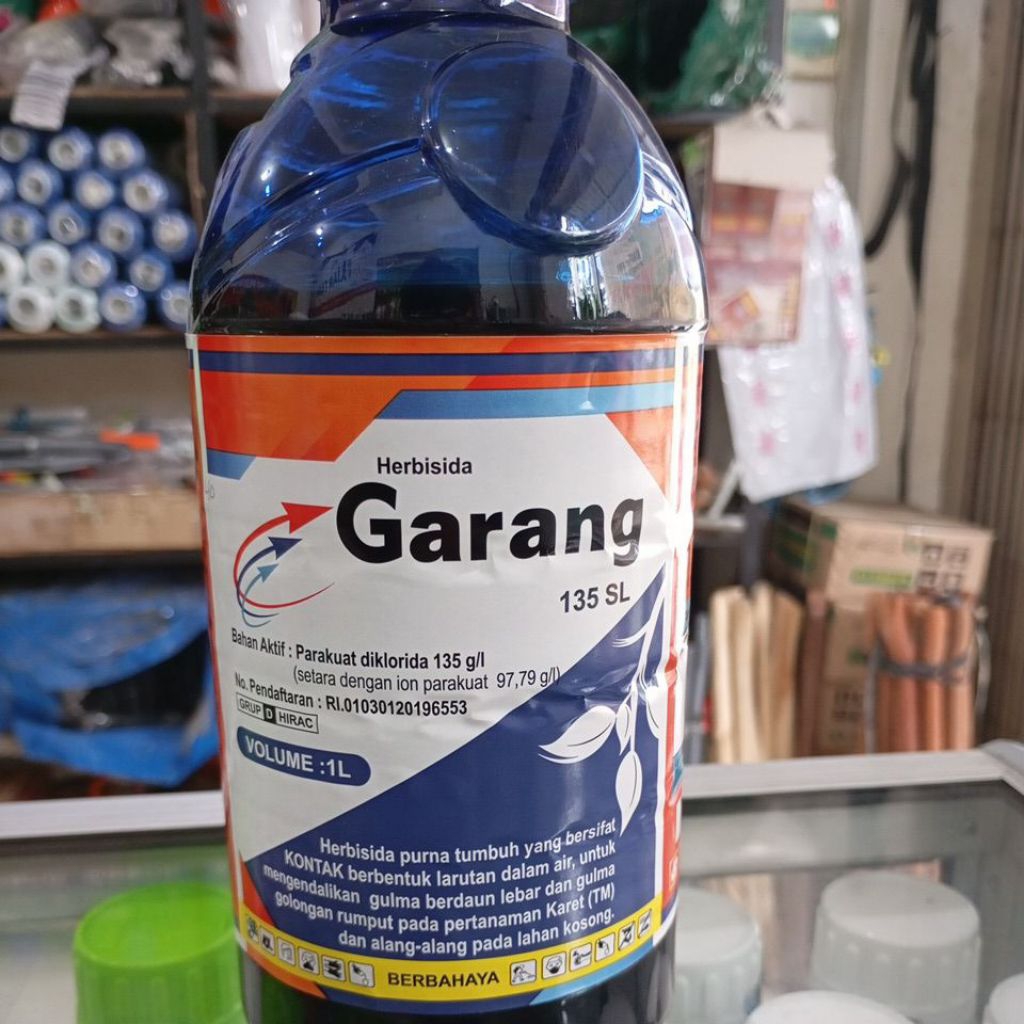 Herbisida
Garang
135 SL
Bahan Aktif : Parakuat diklorida 135 g/l
(setara dengan ion parakuat 97,79 g/l)
No. Pendaftaran : RI.01030120196553
GRUP D HIRAC
VOLUME :1L
Herbisida purna tumbuh yang bersifat
KONTAK berbentuk larutan dalam air, untuk
mengendalikan gulma berdaun lebar dan gulma
golongan rumput pada pertanaman Karet (TM)
dan alang-alang pada lahan kosong.
BERBAHAYA